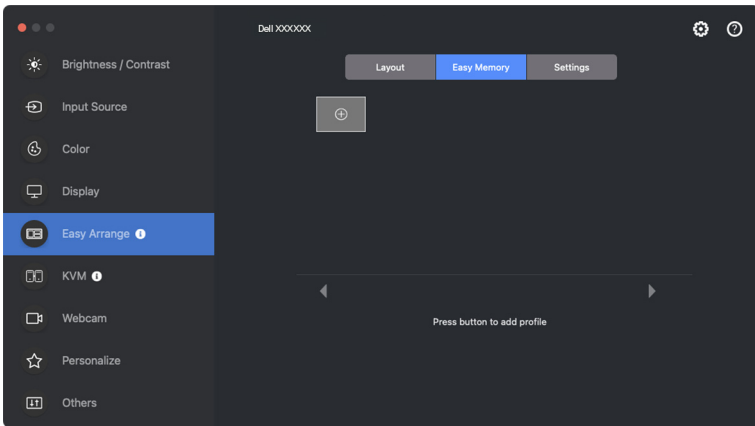 Dell XXXXXX
Brightness / Contrast
Input Source
Color
Display
Easy Arrange
KVM
Webcam
Personalize
Others
Layout
Easy Memory
Settings
Press button to add profile